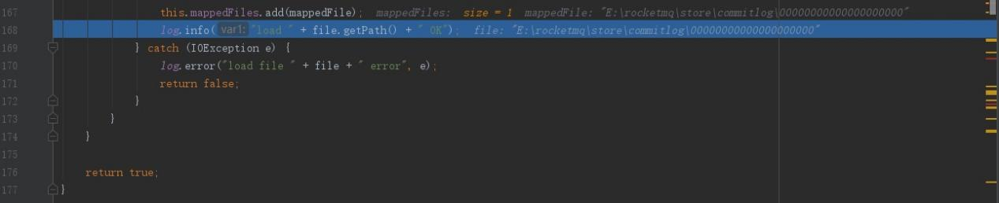 167 this.mappedFiles.add(mappedFile); mappedFiles: size = 1 mappedFile: "E:\rocketmq\store\commitlog\00000000000000000000"
168 log.info( var1: "load " + file.getPath() + " OK"); file: "E:\rocketmq\store\commitlog\00000000000000000000"
169 } catch (IOException e) {
170 log.error("load file " + file + " error", e);
171 return false;
172 }
173 }
174 }
175
176 return true;
177 }